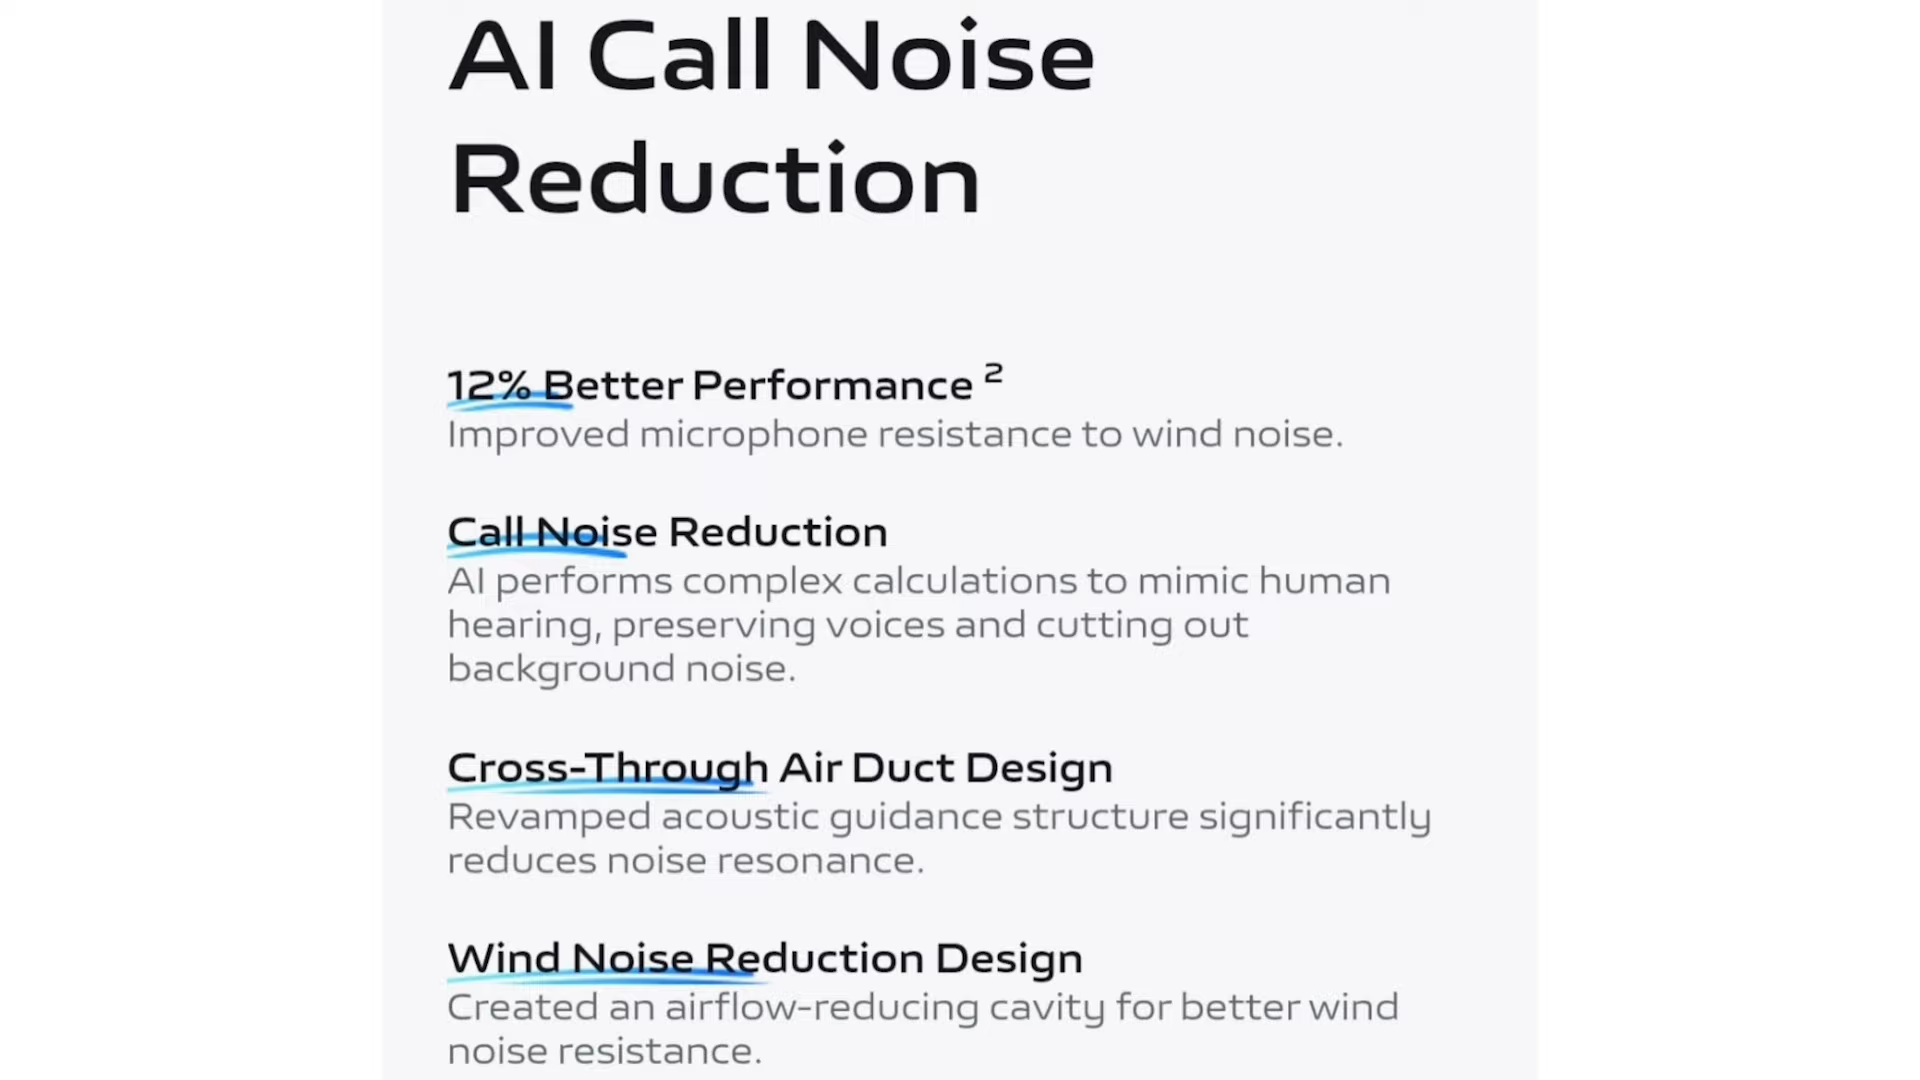 AI Call Noise
Reduction
12% Better Performance ²
Improved microphone resistance to wind noise.
Call Noise Reduction
AI performs complex calculations to mimic human
hearing, preserving voices and cutting out
background noise.
Cross-Through Air Duct Design
Revamped acoustic guidance structure significantly
reduces noise resonance.
Wind Noise Reduction Design
Created an airflow-reducing cavity for better wind
noise resistance.